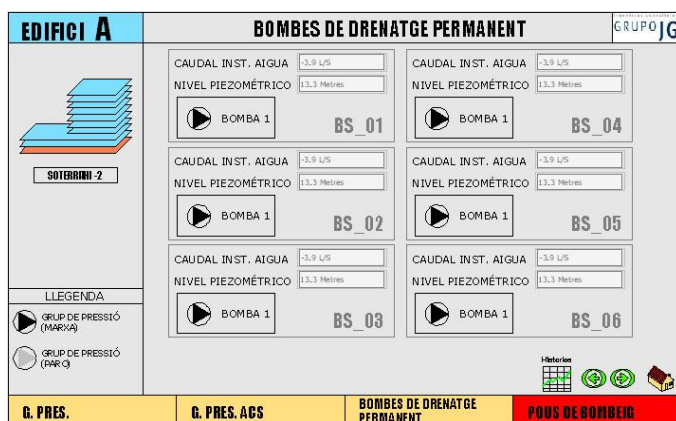 EDIFICI A
BOMBES DE DRENATGE PERMANENT
GRUPO JG
SOTERRANI -2
CAUDAL INST. AIGUA -3.9 L/S
NIVEL PIEZOMÉTRICO 13.3 Metres
BOMBA 1
BS_01
CAUDAL INST. AIGUA -3.9 L/S
NIVEL PIEZOMÉTRICO 13.3 Metres
BOMBA 1
BS_04
CAUDAL INST. AIGUA -3.9 L/S
NIVEL PIEZOMÉTRICO 13.3 Metres
BOMBA 1
BS_02
CAUDAL INST. AIGUA -3.9 L/S
NIVEL PIEZOMÉTRICO 13.3 Metres
BOMBA 1
BS_05
CAUDAL INST. AIGUA -3.9 L/S
NIVEL PIEZOMÉTRICO 13.3 Metres
BOMBA 1
BS_03
CAUDAL INST. AIGUA -3.9 L/S
NIVEL PIEZOMÉTRICO 13.3 Metres
BOMBA 1
BS_06
LLEGENDA
GRUP DE PRESSIÓ
(MARXA)
GRUP DE PRESSIÓ
(PARO)
Historios
G. PRES.
G. PRES. ACS
BOMBES DE DRENATGE
PERMANENT
POUS DE BOMBEIG